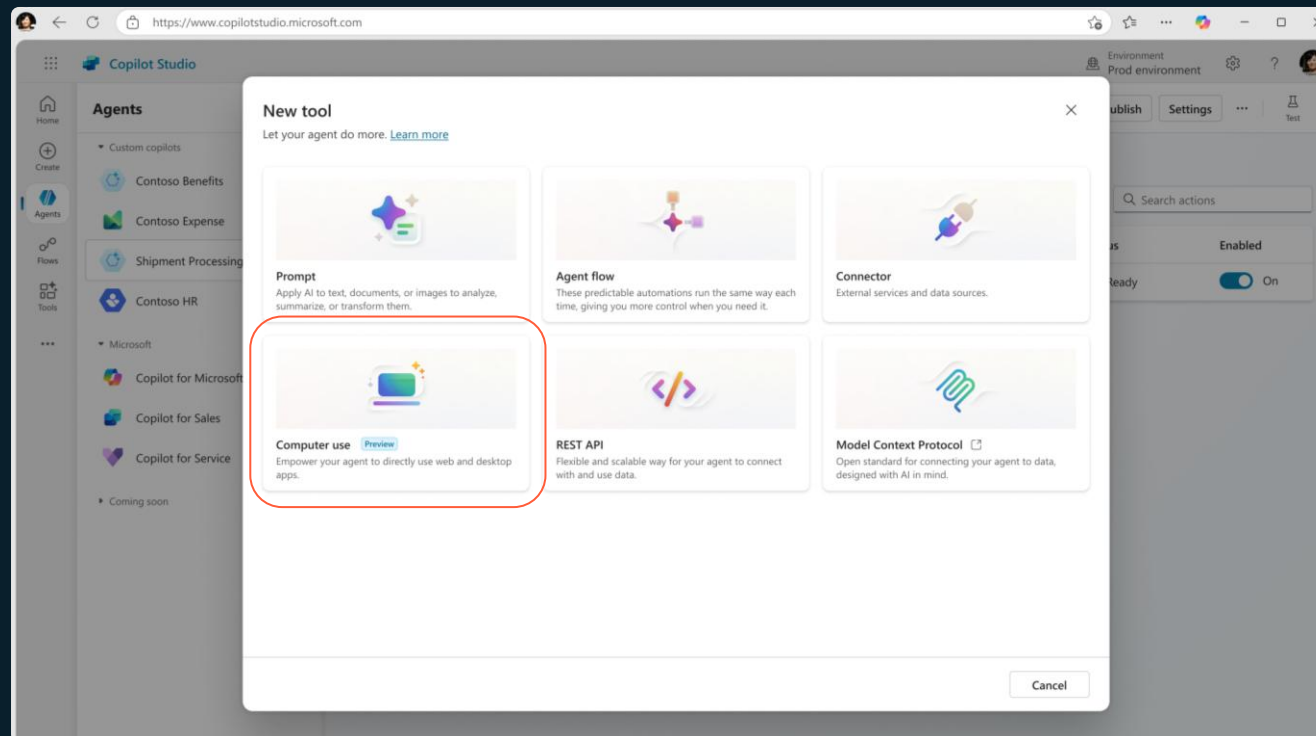 https://www.copilotstudio.microsoft.com
Copilot Studio
Environment
Prod environment
?
Home
Create
Agents
Flows
Tools
Agents
Custom copilots
Contoso Benefits
Contoso Expense
Shipment Processing
Contoso HR
Microsoft
Copilot for Microsoft
Copilot for Sales
Copilot for Service
Coming soon
New tool
Let your agent do more. Learn more
Prompt
Apply AI to text, documents, or images to analyze,
summarize, or transform them.
Agent flow
These predictable automations run the same way each
time, giving you more control when you need it.
Connector
External services and data sources.
Computer use Preview
Empower your agent to directly use web and desktop
apps.
REST API
Flexible and scalable way for your agent to connect
with and use data.
Model Context Protocol
Open standard for connecting your agent to data,
designed with AI in mind.
Cancel
ublish
Settings
Test
Search actions
us
Enabled
Ready
On